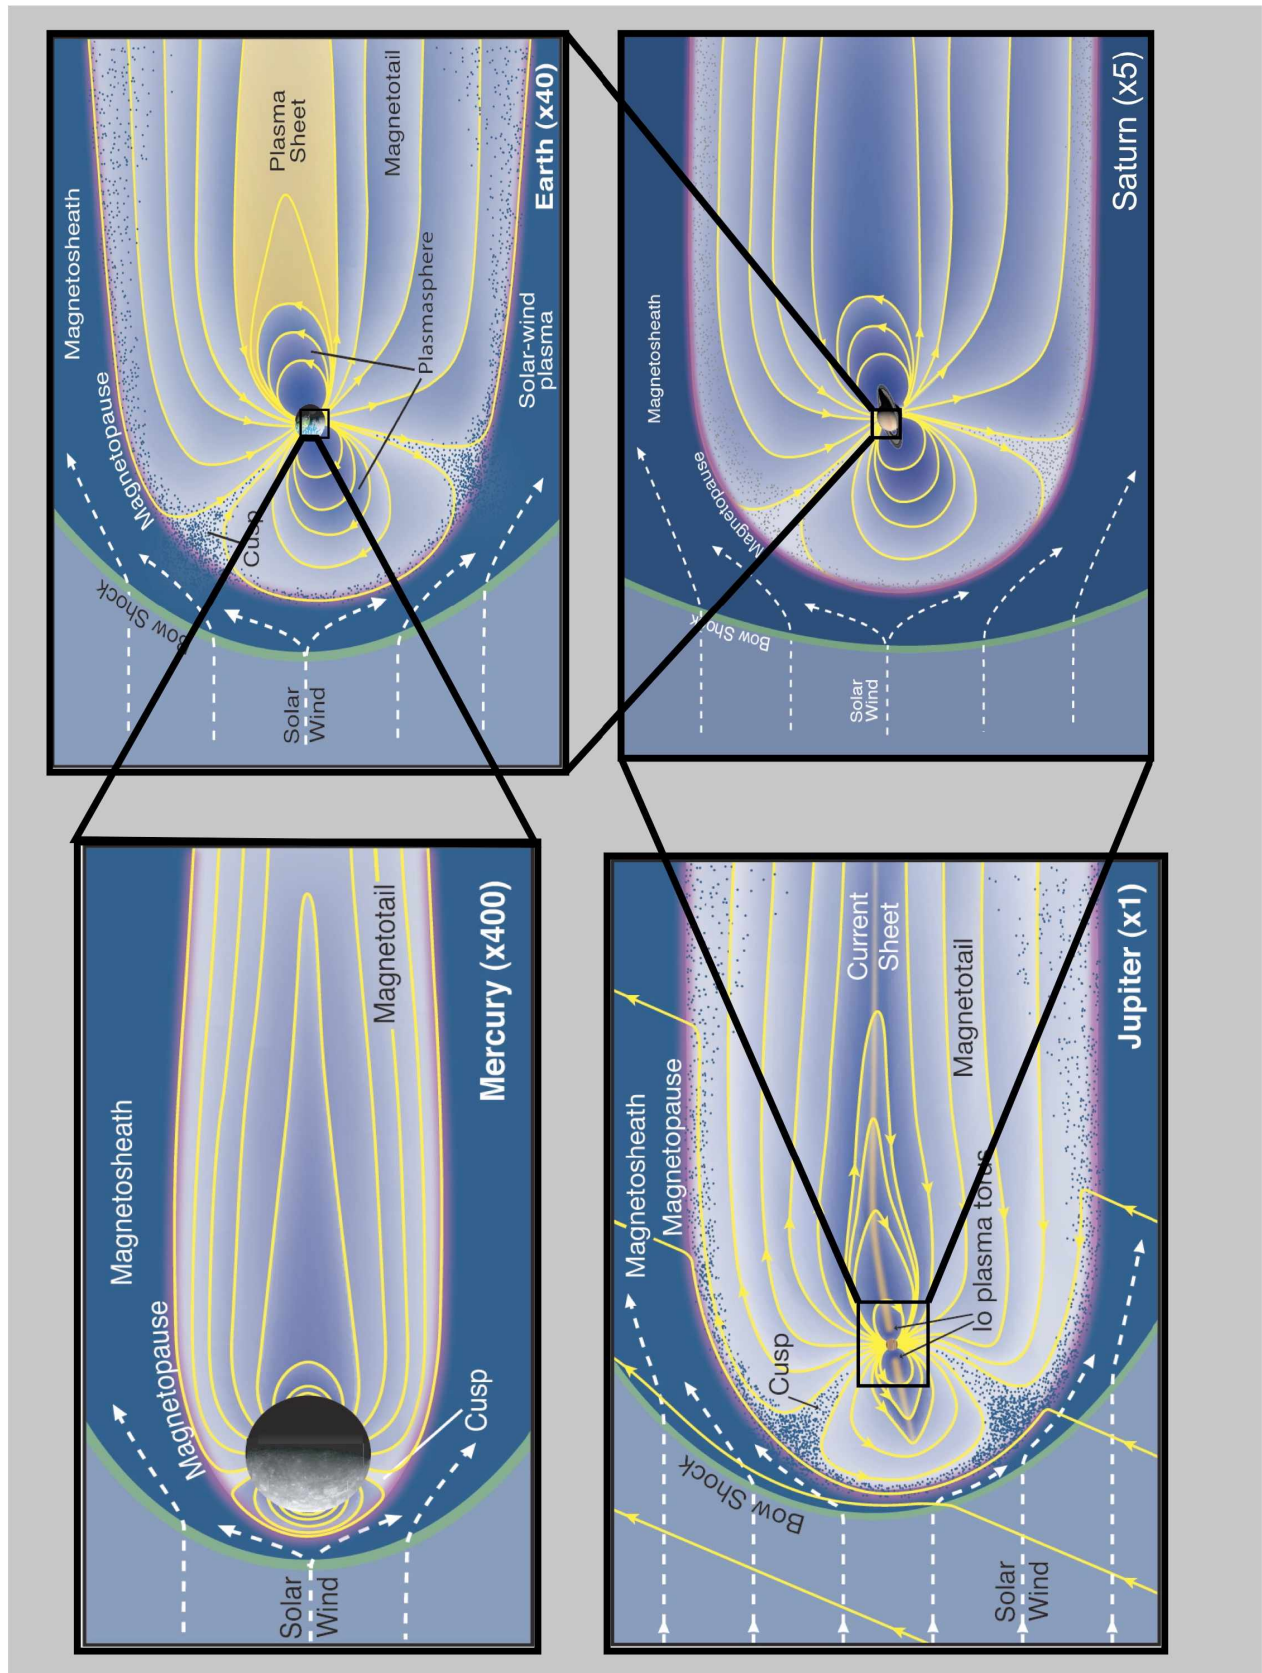 Magnetosheath
Magnetopause
Bow Shock
Cusp
Solar
Wind
Plasma
Sheet
Magnetotail
Plasmasphere
Solar-wind
plasma
Earth (x40)
Magnetosheath
Magnetopause
Bow Shock
Solar
Wind
Saturn (x5)
Magnetosheath
Magnetopause
Solar
Wind
Magnetotail
Cusp
Mercury (x400)
Magnetosheath
Magnetopause
Bow Shock
Cusp
Current
Sheet
Magnetotail
Io plasma torus
Solar
Wind
Jupiter (x1)